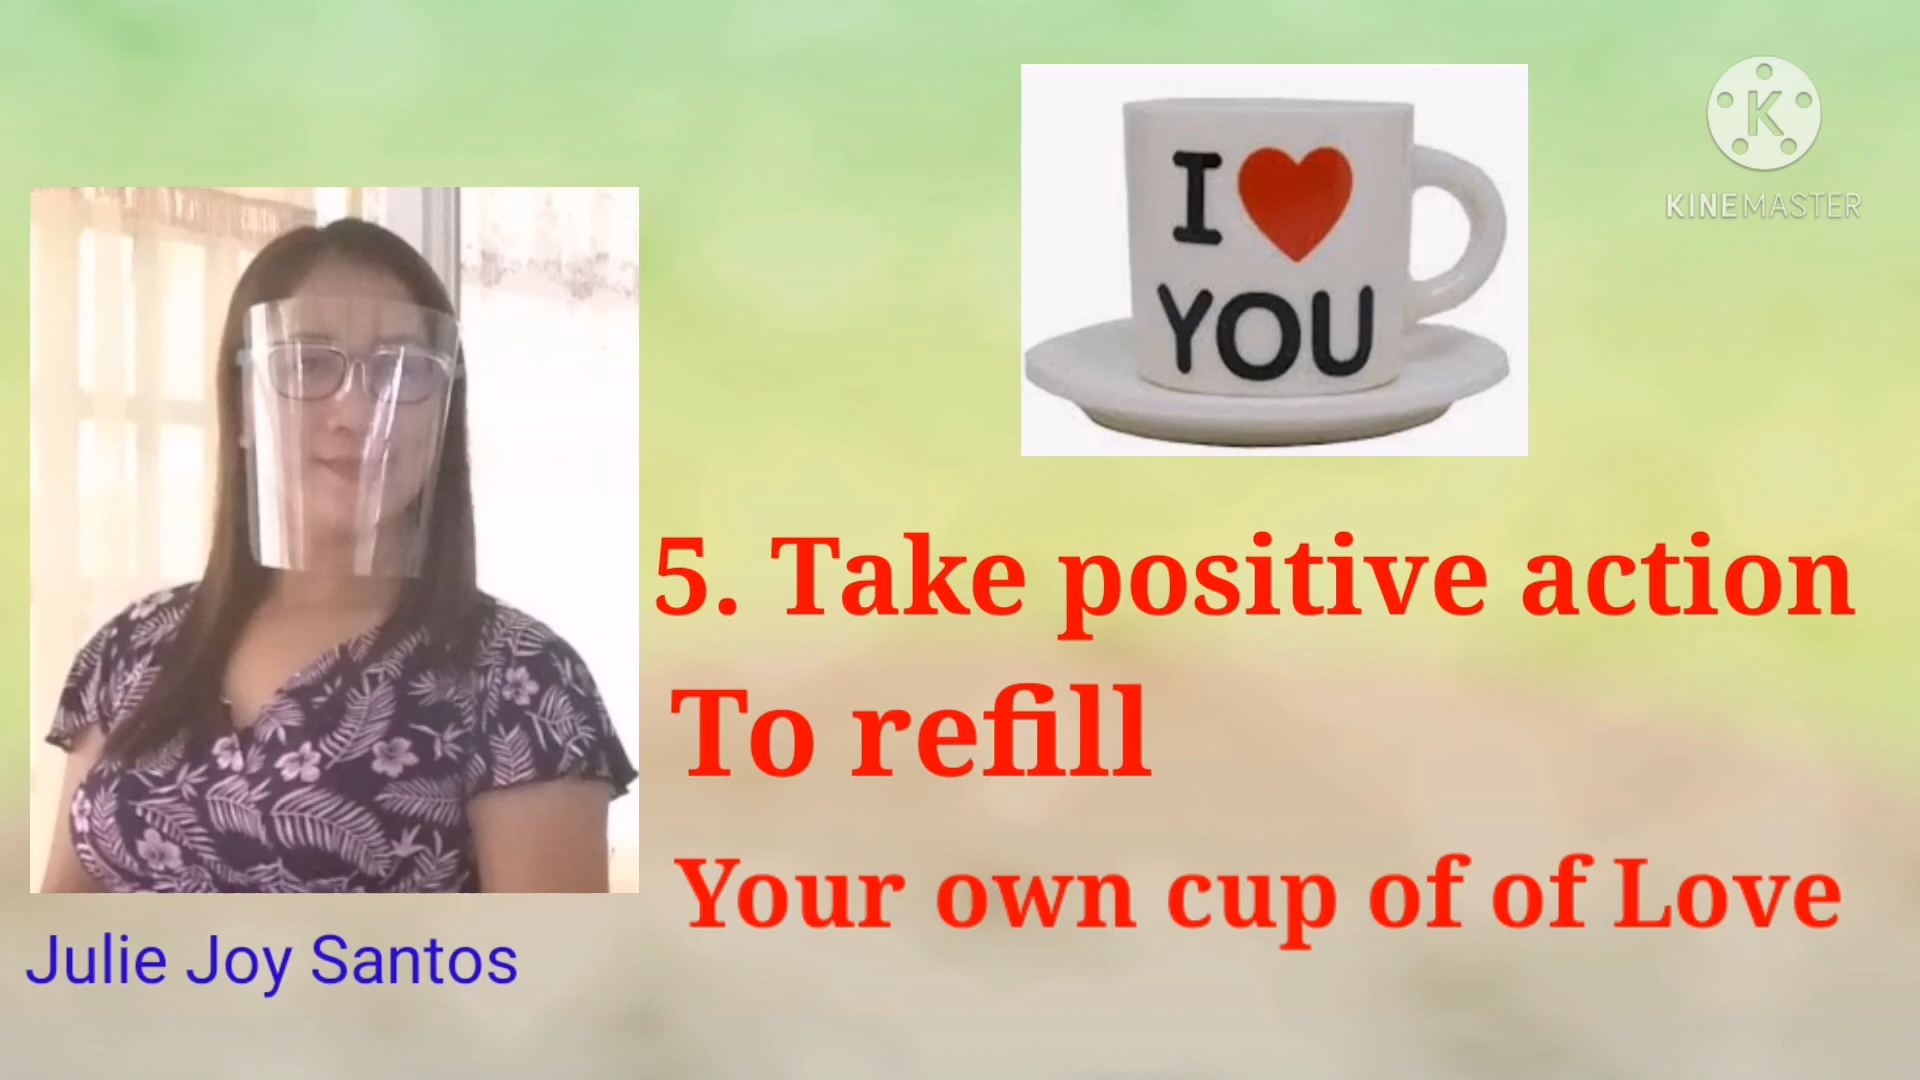 I
YOU
K
KINEMASTER
5. Take positive action
To refill
Your own cup of of Love
Julie Joy Santos